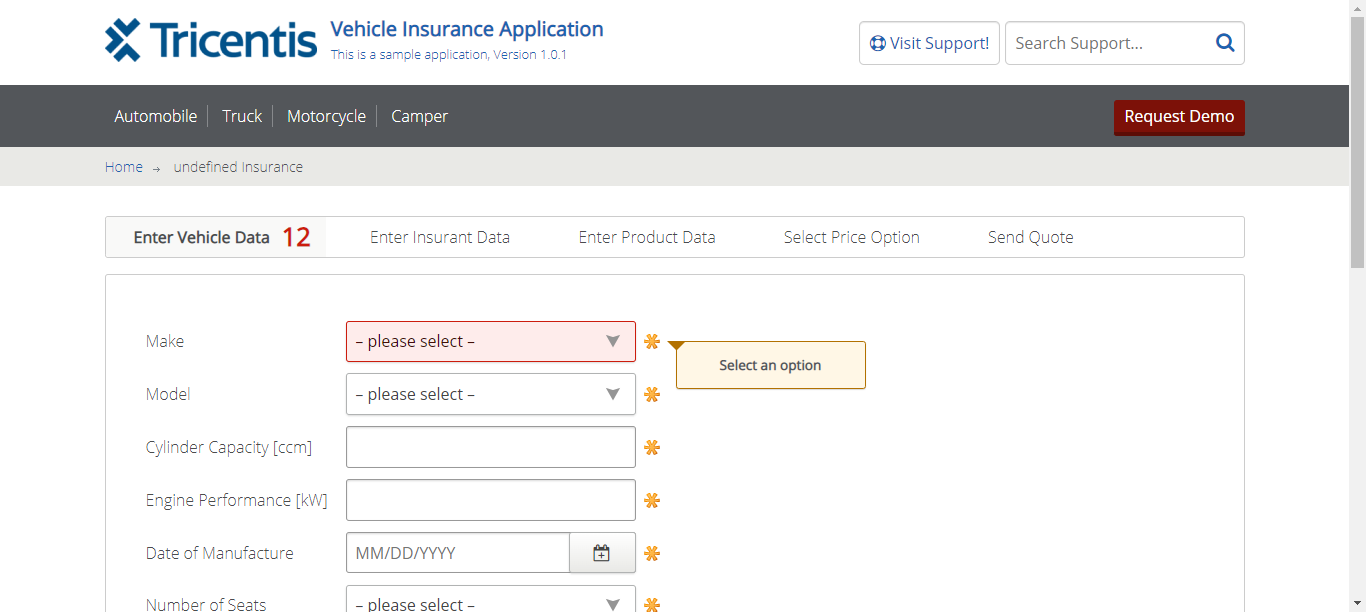 Tricentis
Vehicle Insurance Application
This is a sample application, Version 1.0.1
Visit Support!
Search Support...
Automobile
Truck
Motorcycle
Camper
Request Demo
Home → undefined Insurance
Enter Vehicle Data 12
Enter Insurant Data
Enter Product Data
Select Price Option
Send Quote
Make
– please select –
Select an option
Model
– please select –
Cylinder Capacity [ccm]
Engine Performance [kW]
Date of Manufacture
MM/DD/YYYY
Number of Seats
– please select –